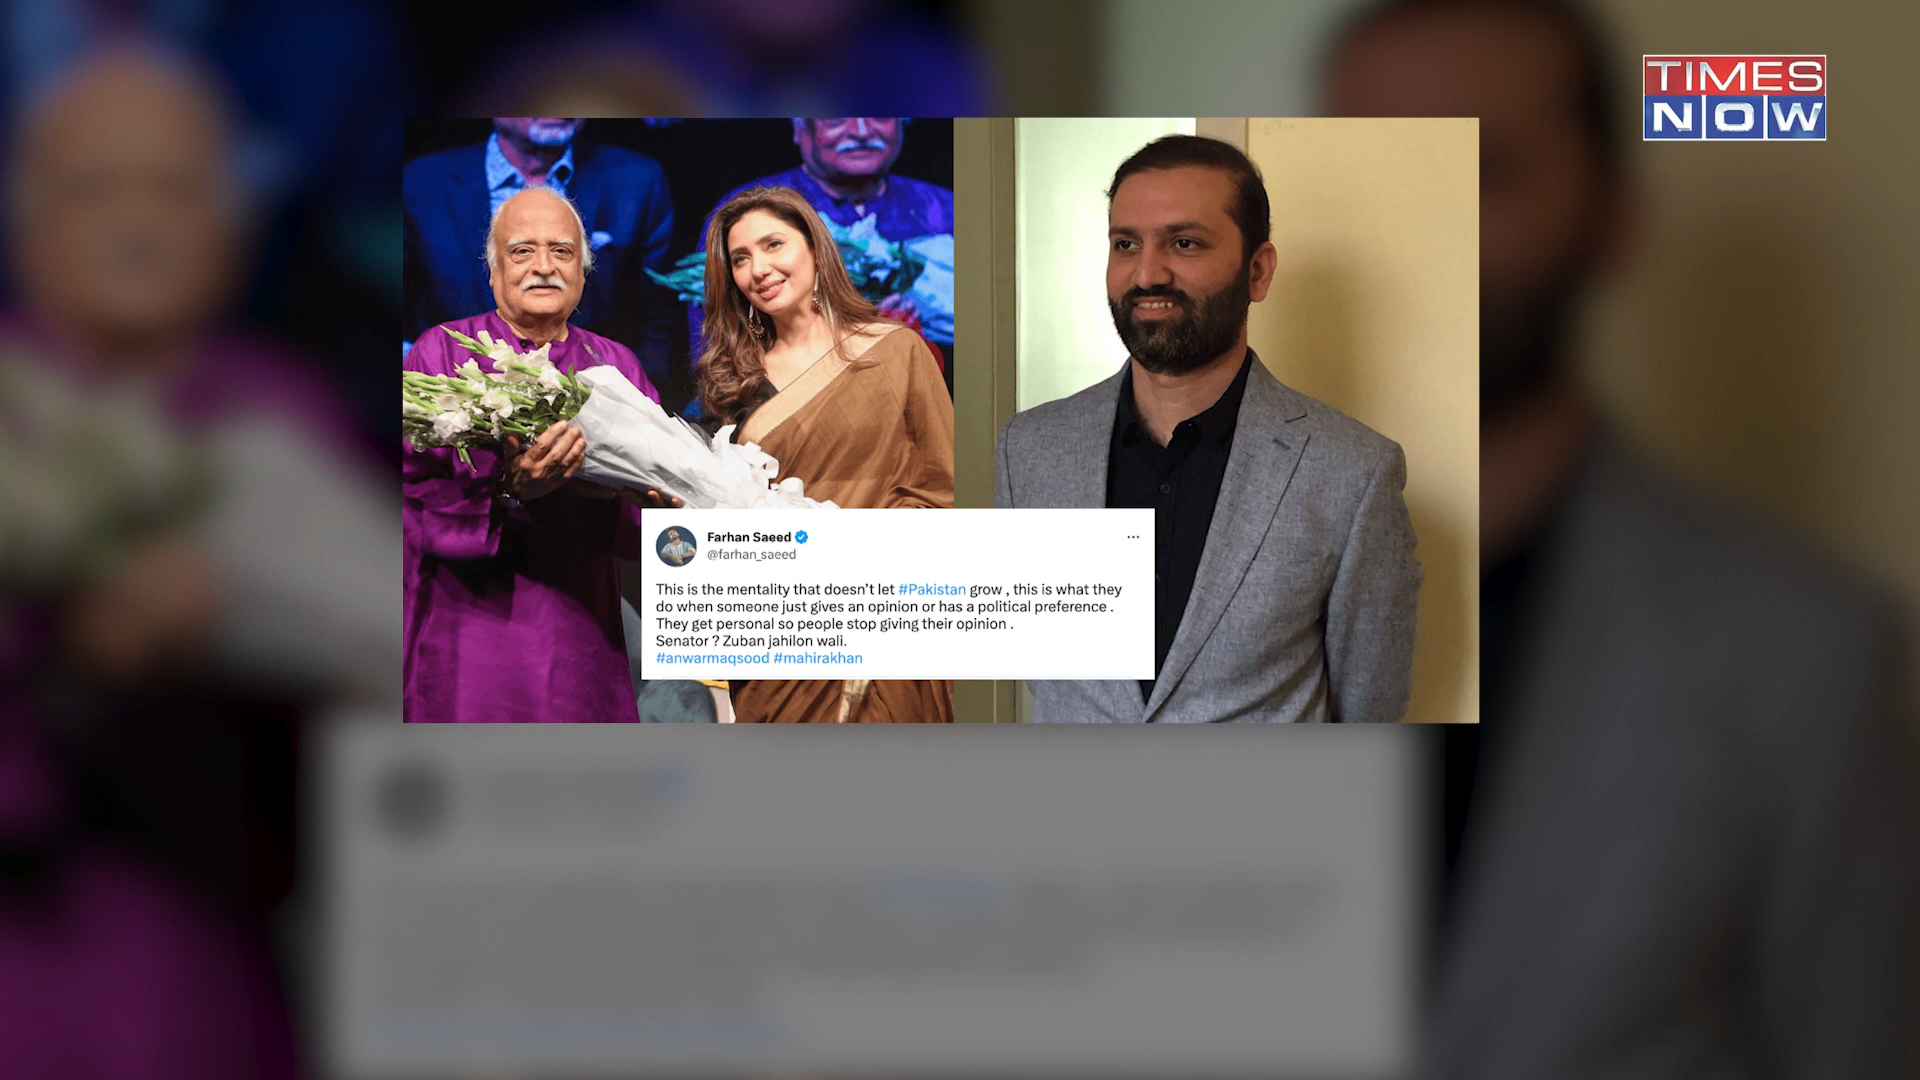 TIMES
NOW
Farhan Saeed
@farhan_saeed
This is the mentality that doesn't let #Pakistan grow , this is what they
do when someone just gives an opinion or has a political preference .
They get personal so people stop giving their opinion .
Senator ? Zuban jahilon wali.
#anwarmaqsood #mahirakhan